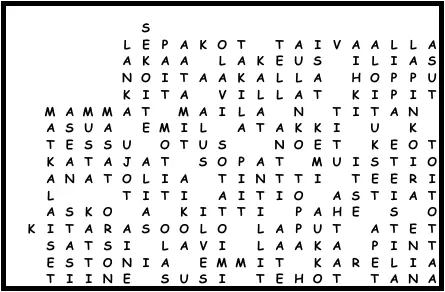 S
LEPAKOT TAIVAALLA
AKAA LAKEUS ILIAS
NOITAAKALLA HOPPU
KITA VILLAT KIPIT
MAMMAT MAILA N TITAN
ASUA EMIL ATAKKI U K
TESSU OTUS NOET KEOT
KATAJAT SOPAT MUISTIO
ANATOLIA TINTTI TEERI
L TITI AITIO ASTIAT
ASKO A KITTI PAHE S O
KITARASOOLO LAPUT ATET
SATSI LAVI LAAKA PINT
ESTONIA EMMIT KARELIA
TIINE SUSI TEHOT TANA